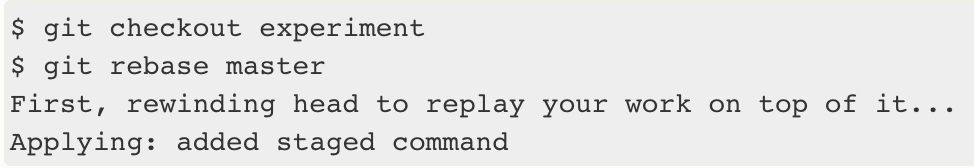 $ git checkout experiment
$ git rebase master
First, rewinding head to replay your work on top of it...
Applying: added staged command